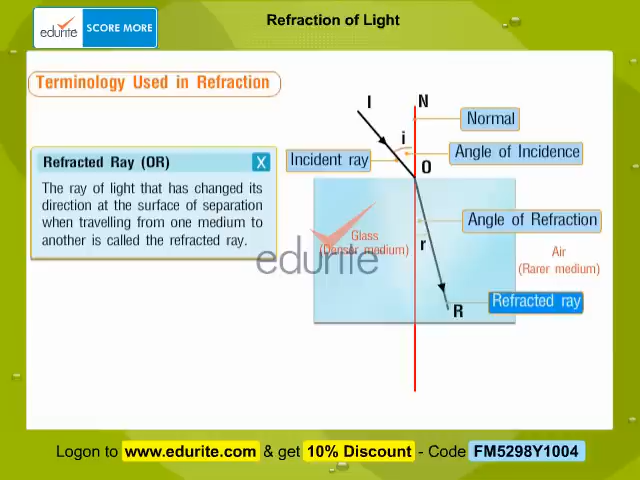 edurite SCORE MORE
Refraction of Light
Terminology Used in Refraction
Refracted Ray (OR) X
The ray of light that has changed its
direction at the surface of separation
when travelling from one medium to
another is called the refracted ray.
I
N
Normal
i
Angle of Incidence
Incident ray
O
Angle of Refraction
Glass
(Denser medium)
r
Air
(Rarer medium)
edurite
Refracted ray
R
Logon to www.edurite.com & get 10% Discount - Code FM5298Y1004